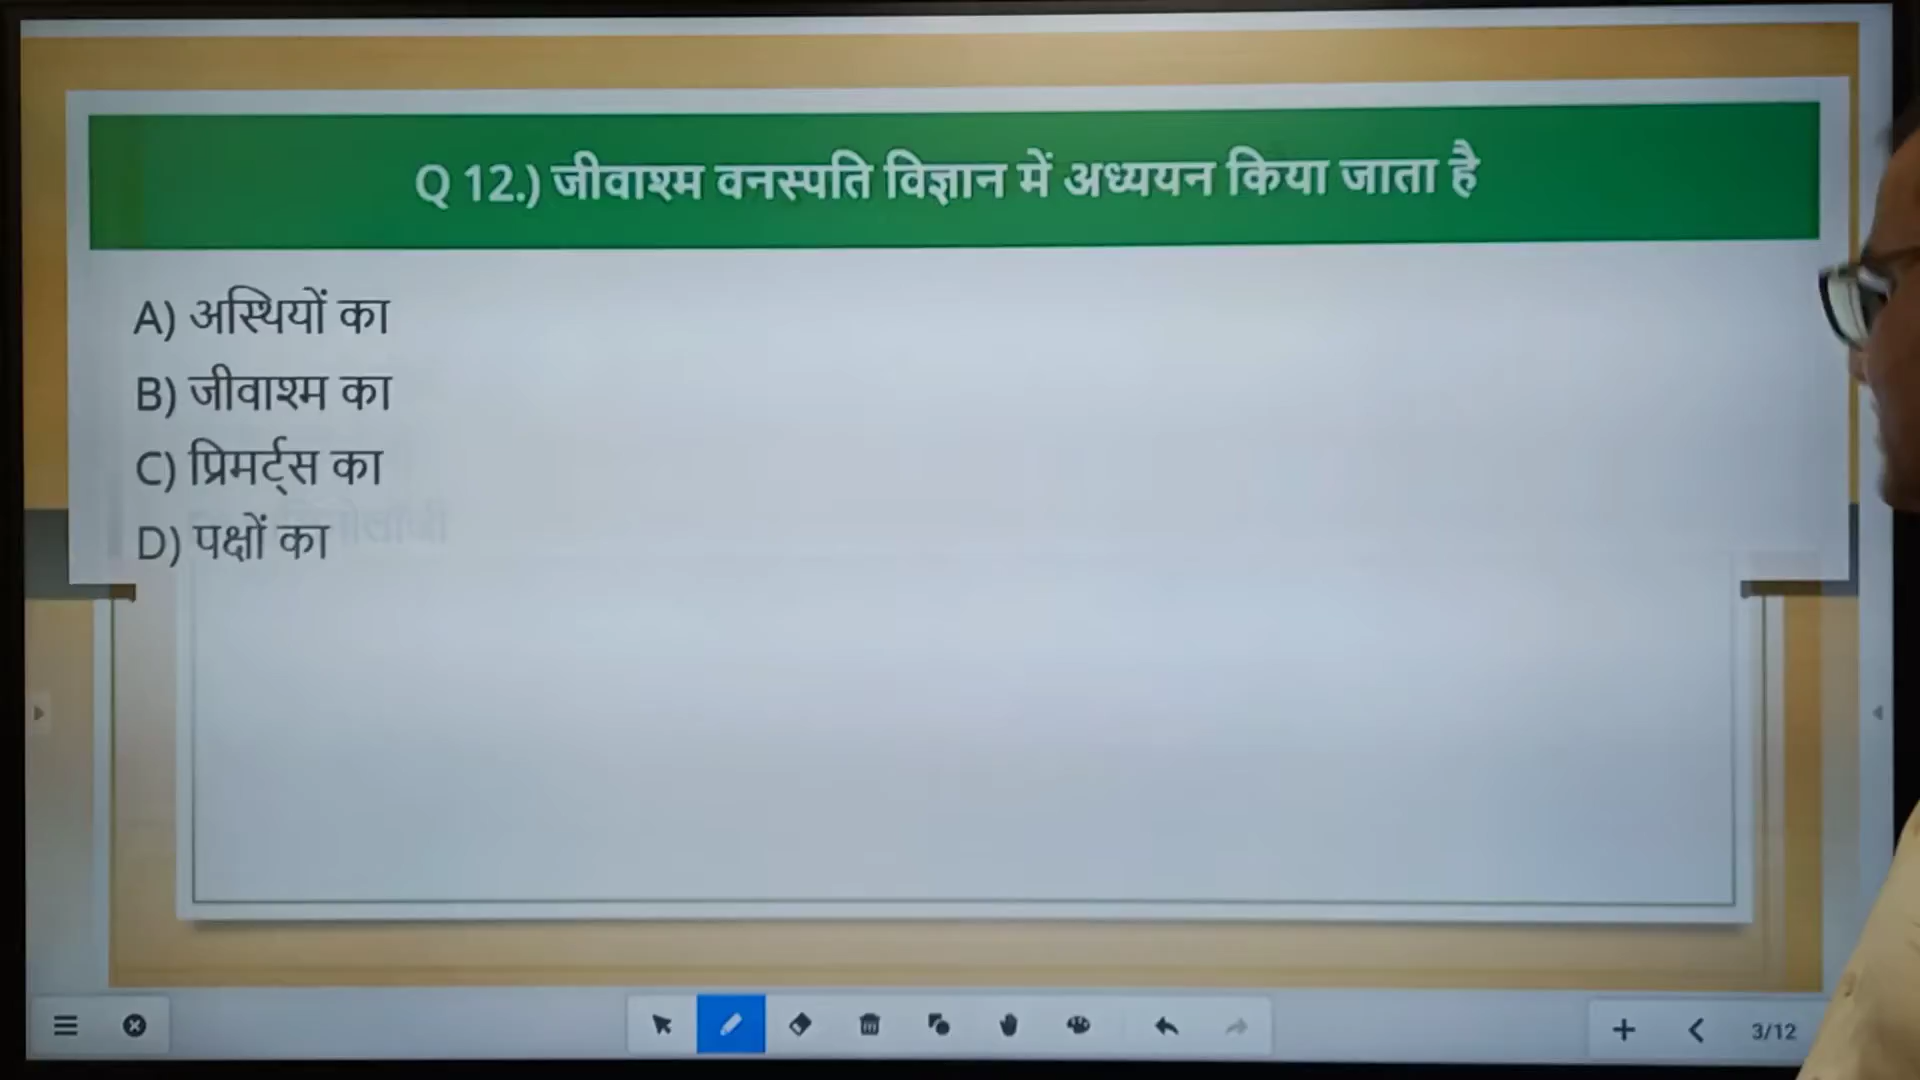 Q 12.) जीवाश्म वनस्पति विज्ञान में अध्ययन किया जाता है
A) अस्थियों का
B) जीवाश्म का
C) प्रिमर्ट्स का
D) पक्षों का
3/12